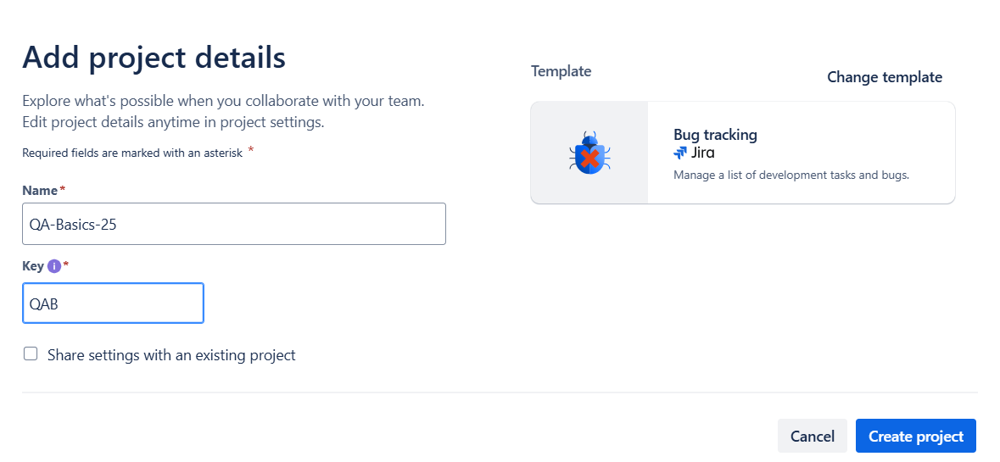 Add project details
Explore what's possible when you collaborate with your team.
Edit project details anytime in project settings.
Required fields are marked with an asterisk *
Name*
QA-Basics-25
Key i *
QAB
Share settings with an existing project
Template
Change template
Bug tracking
Jira
Manage a list of development tasks and bugs.
Cancel
Create project